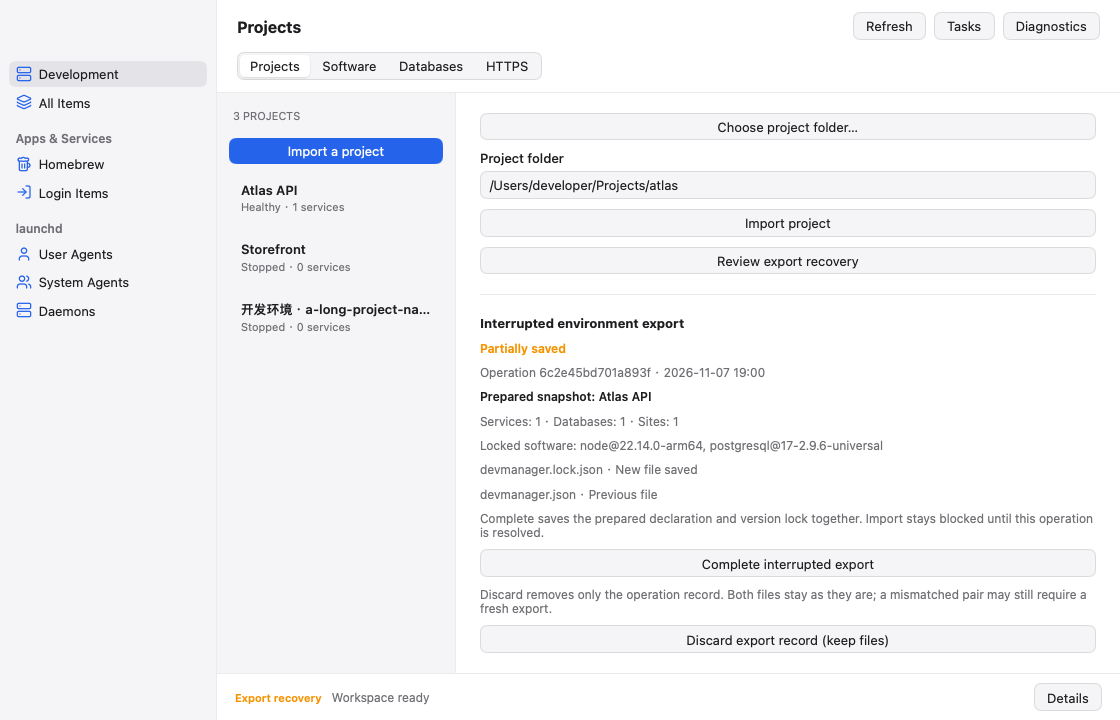 Projects
Refresh
Tasks
Diagnostics
Projects
Software
Databases
HTTPS
Development
All Items
Apps & Services
Homebrew
Login Items
launchd
User Agents
System Agents
Daemons
3 PROJECTS
Import a project
Atlas API
Healthy · 1 services
Storefront
Stopped · 0 services
开发环境 · a-long-project-na...
Stopped · 0 services
Choose project folder...
Project folder
/Users/developer/Projects/atlas
Import project
Review export recovery
Interrupted environment export
Partially saved
Operation 6c2e45bd701a893f · 2026-11-07 19:00
Prepared snapshot: Atlas API
Services: 1 · Databases: 1 · Sites: 1
Locked software: node@22.14.0-arm64, postgresql@17-2.9.6-universal
devmanager.lock.json · New file saved
devmanager.json · Previous file
Complete saves the prepared declaration and version lock together. Import stays blocked until this operation
is resolved.
Complete interrupted export
Discard removes only the operation record. Both files stay as they are; a mismatched pair may still require a
fresh export.
Discard export record (keep files)
Export recovery
Workspace ready
Details